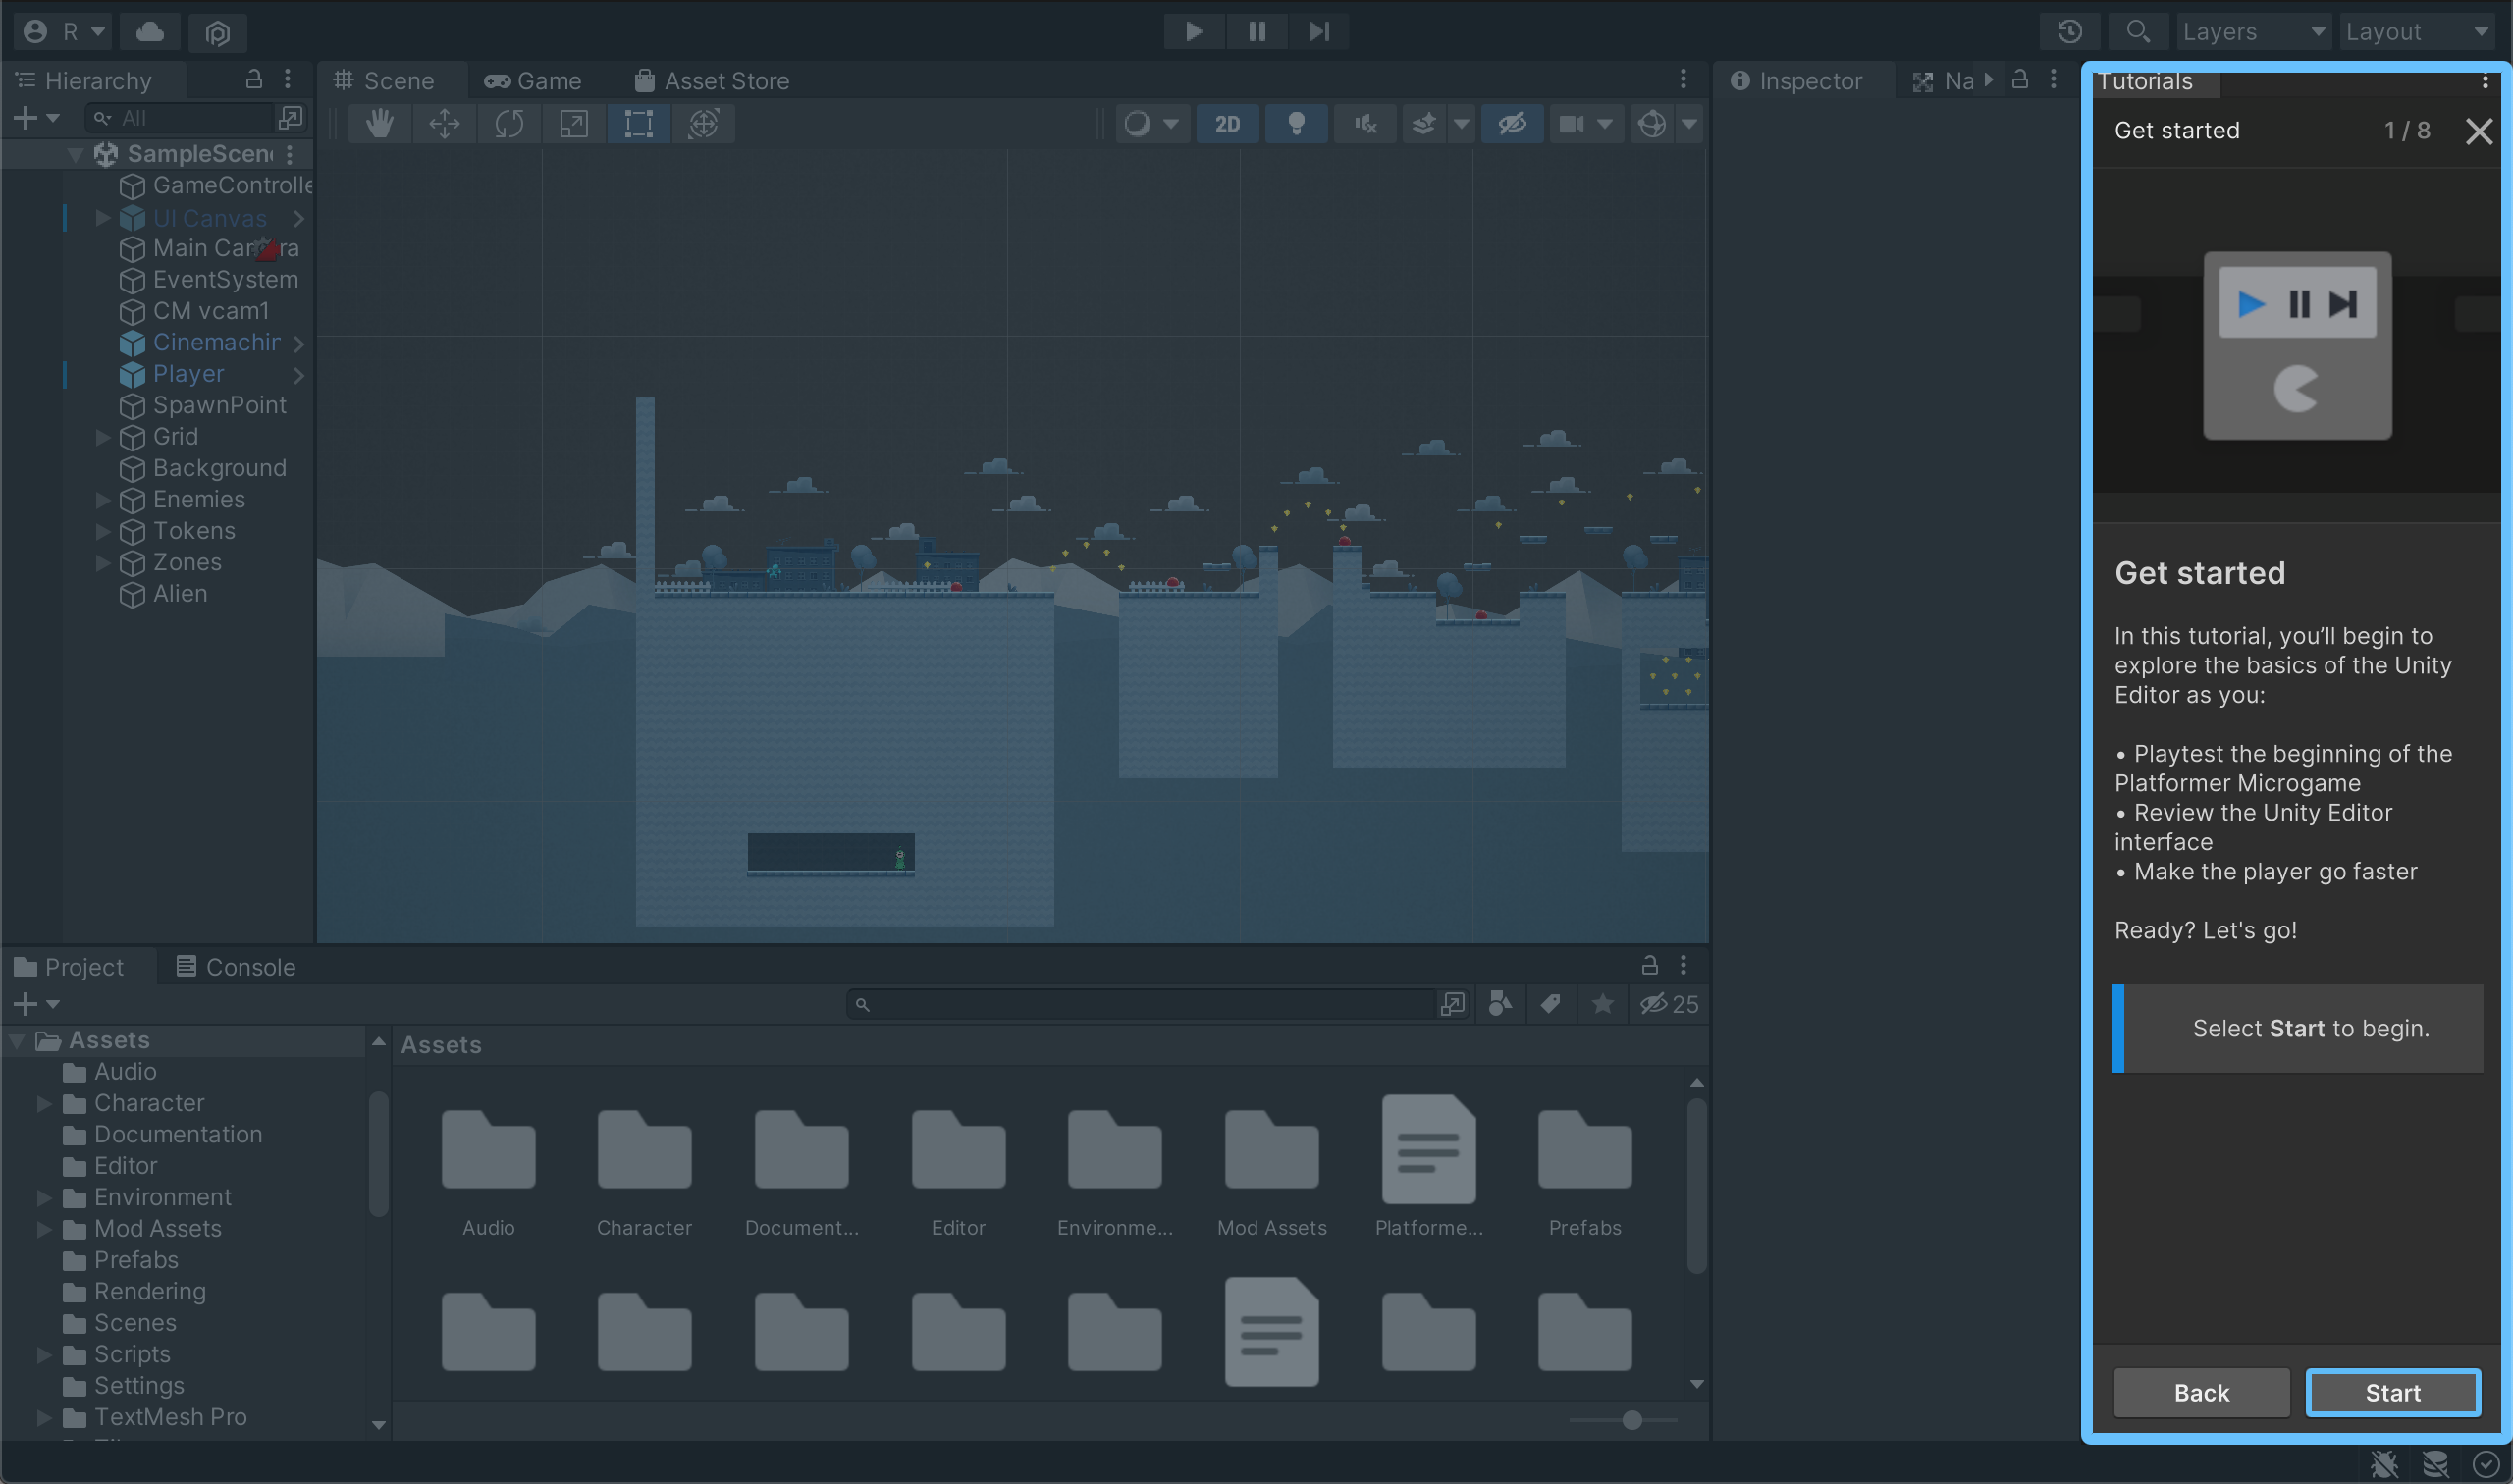 R
Layers
Layout
Hierarchy
Scene
Game
Asset Store
Inspector
Na
Tutorials
All
2D
Get started
1 / 8
SampleScen
GameControlle
UI Canvas
Main Camera
EventSystem
CM vcam1
Cinemachin
Player
SpawnPoint
Grid
Background
Enemies
Tokens
Zones
Alien
Get started
In this tutorial, you’ll begin to
explore the basics of the Unity
Editor as you:
• Playtest the beginning of the
Platformer Microgame
• Review the Unity Editor
interface
• Make the player go faster
Ready? Let's go!
Select Start to begin.
Back
Start
Project
Console
25
Assets
Audio
Character
Documentation
Editor
Environment
Mod Assets
Prefabs
Rendering
Scenes
Scripts
Settings
TextMesh Pro
Assets
Audio
Character
Document...
Editor
Environme...
Mod Assets
Platforme...
Prefabs